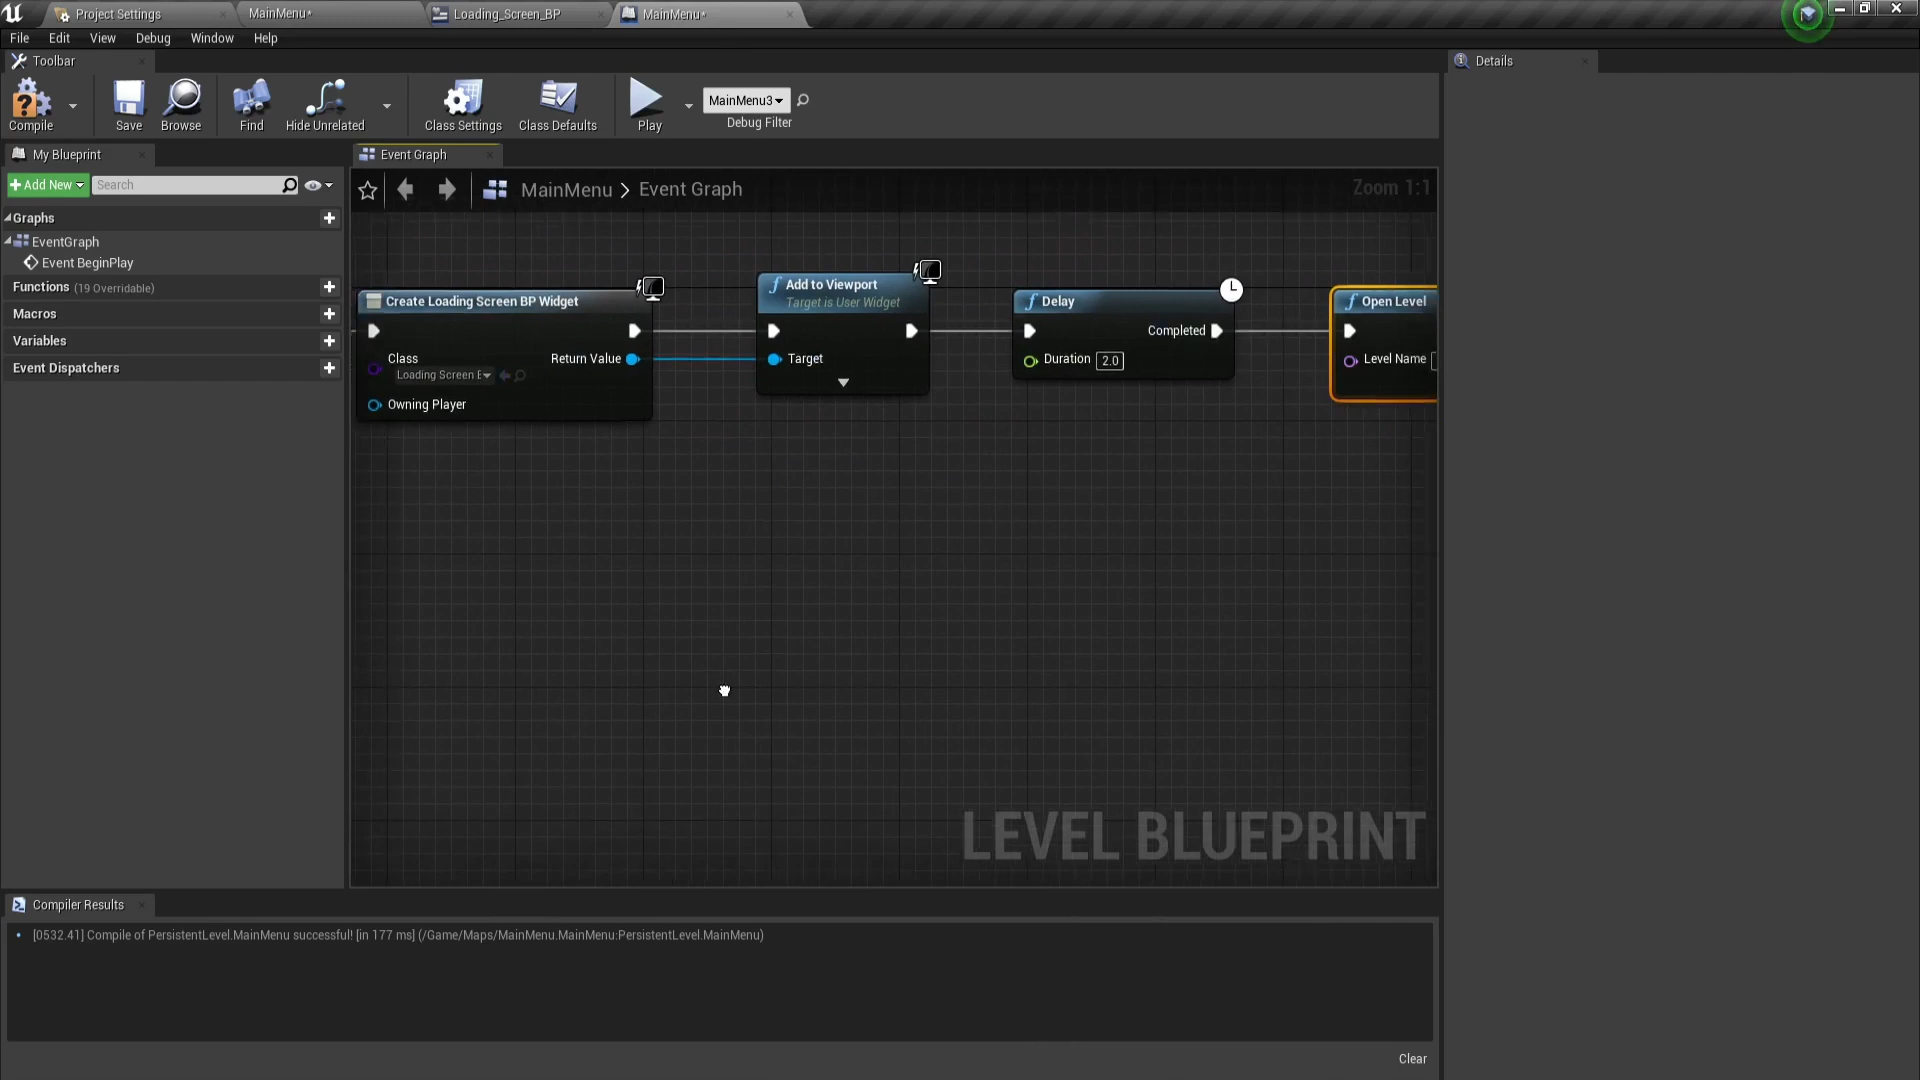 Project Settings
MainMenu*
Loading_Screen_BP
MainMenu*
File Edit View Debug Window Help
Toolbar
Details
Compile
Save
Browse
Find
Hide Unrelated
Class Settings
Class Defaults
Play
MainMenu3
Debug Filter
My Blueprint
Event Graph
Add New
Search
MainMenu > Event Graph
Zoom 1:1
Graphs
EventGraph
Event BeginPlay
Functions (19 Overridable)
Macros
Variables
Event Dispatchers
Create Loading Screen BP Widget
Class
Loading Screen E
Return Value
Owning Player
Add to Viewport
Target is User Widget
Target
Delay
Completed
Duration 2.0
Open Level
Level Name
LEVEL BLUEPRINT
Compiler Results
[0532.41] Compile of PersistentLevel.MainMenu successful! [in 177 ms] (/Game/Maps/MainMenu.MainMenu:PersistentLevel.MainMenu)
Clear